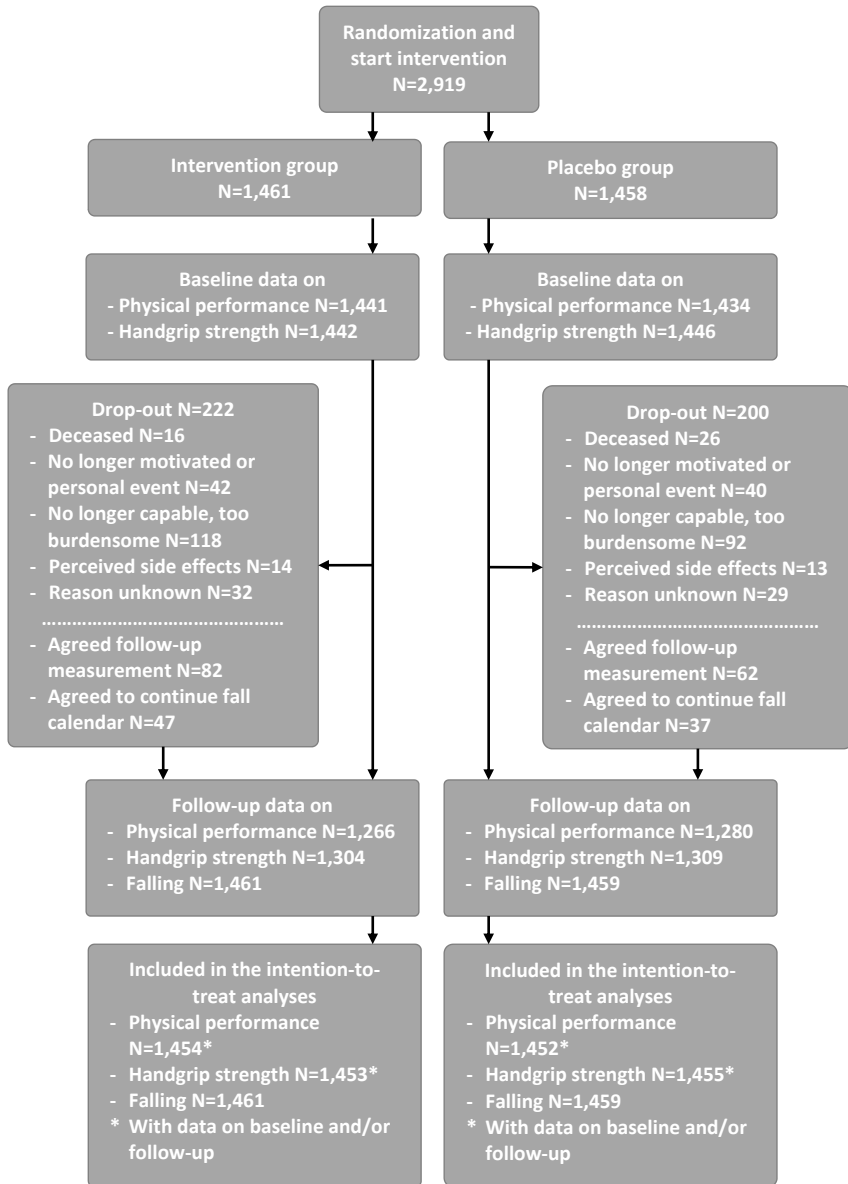 Randomization and
start intervention
N=2,919
Intervention group
N=1,461
Placebo group
N=1,458
Baseline data on
- Physical performance N=1,441
- Handgrip strength N=1,442
Baseline data on
- Physical performance N=1,434
- Handgrip strength N=1,446
Drop-out N=222
- Deceased N=16
- No longer motivated or
personal event N=42
- No longer capable, too
burdensome N=118
- Perceived side effects N=14
- Reason unknown N=32
…………………………………………
- Agreed follow-up
measurement N=82
- Agreed to continue fall
calendar N=47
Drop-out N=200
- Deceased N=26
- No longer motivated or
personal event N=40
- No longer capable, too
burdensome N=92
- Perceived side effects N=13
- Reason unknown N=29
…………………………………………
- Agreed follow-up
measurement N=62
- Agreed to continue fall
calendar N=37
Follow-up data on
- Physical performance N=1,266
- Handgrip strength N=1,304
- Falling N=1,461
Follow-up data on
- Physical performance N=1,280
- Handgrip strength N=1,309
- Falling N=1,459
Included in the intention-to-
treat analyses
- Physical performance
N=1,454*
- Handgrip strength N=1,453*
- Falling N=1,461
* With data on baseline and/or
follow-up
Included in the intention-to-
treat analyses
- Physical performance
N=1,452*
- Handgrip strength N=1,455*
- Falling N=1,459
* With data on baseline and/or
follow-up